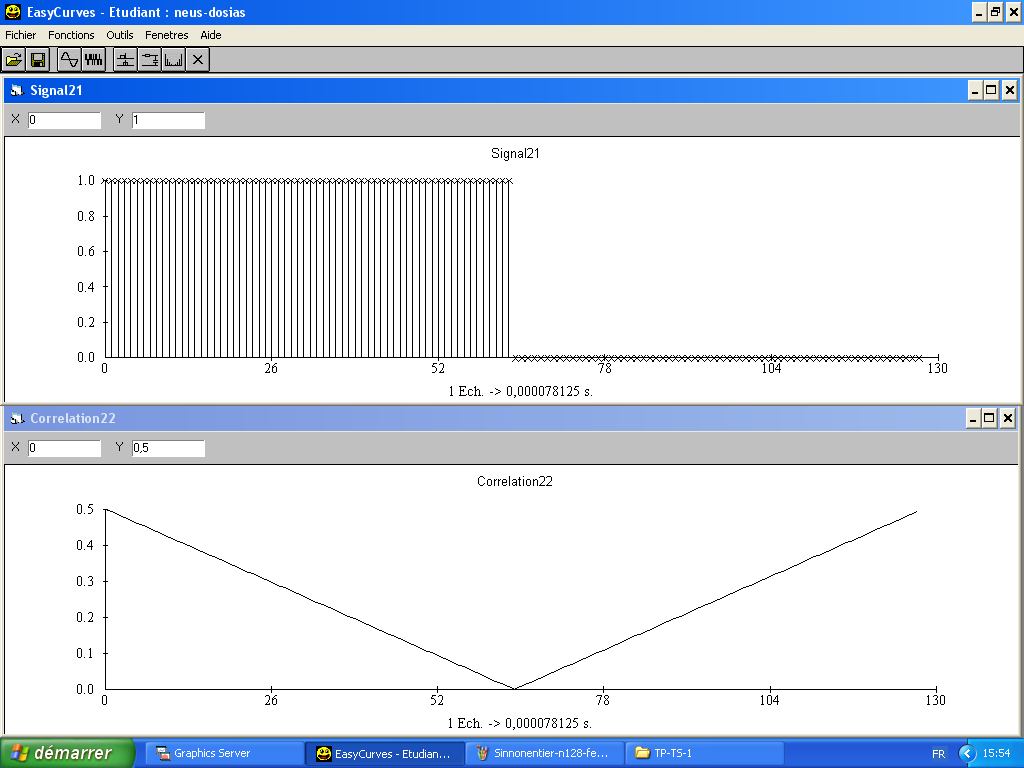 EasyCurves - Etudiant : neus-dosias
Fichier Fonctions Outils Fenetres Aide
Signal21
X 0 Y 1
Signal21
1.0
0.8
0.6
0.4
0.2
0.0
0 26 52 78 104 130
1 Ech. -> 0,000078125 s.
Correlation22
X 0 Y 0,5
Correlation22
0.5
0.4
0.3
0.2
0.1
0.0
0 26 52 78 104 130
1 Ech. -> 0,000078125 s.
démarrer Graphics Server EasyCurves - Etudian... Sinnonentier-n128-fe... TP-TS-1 FR 15:54